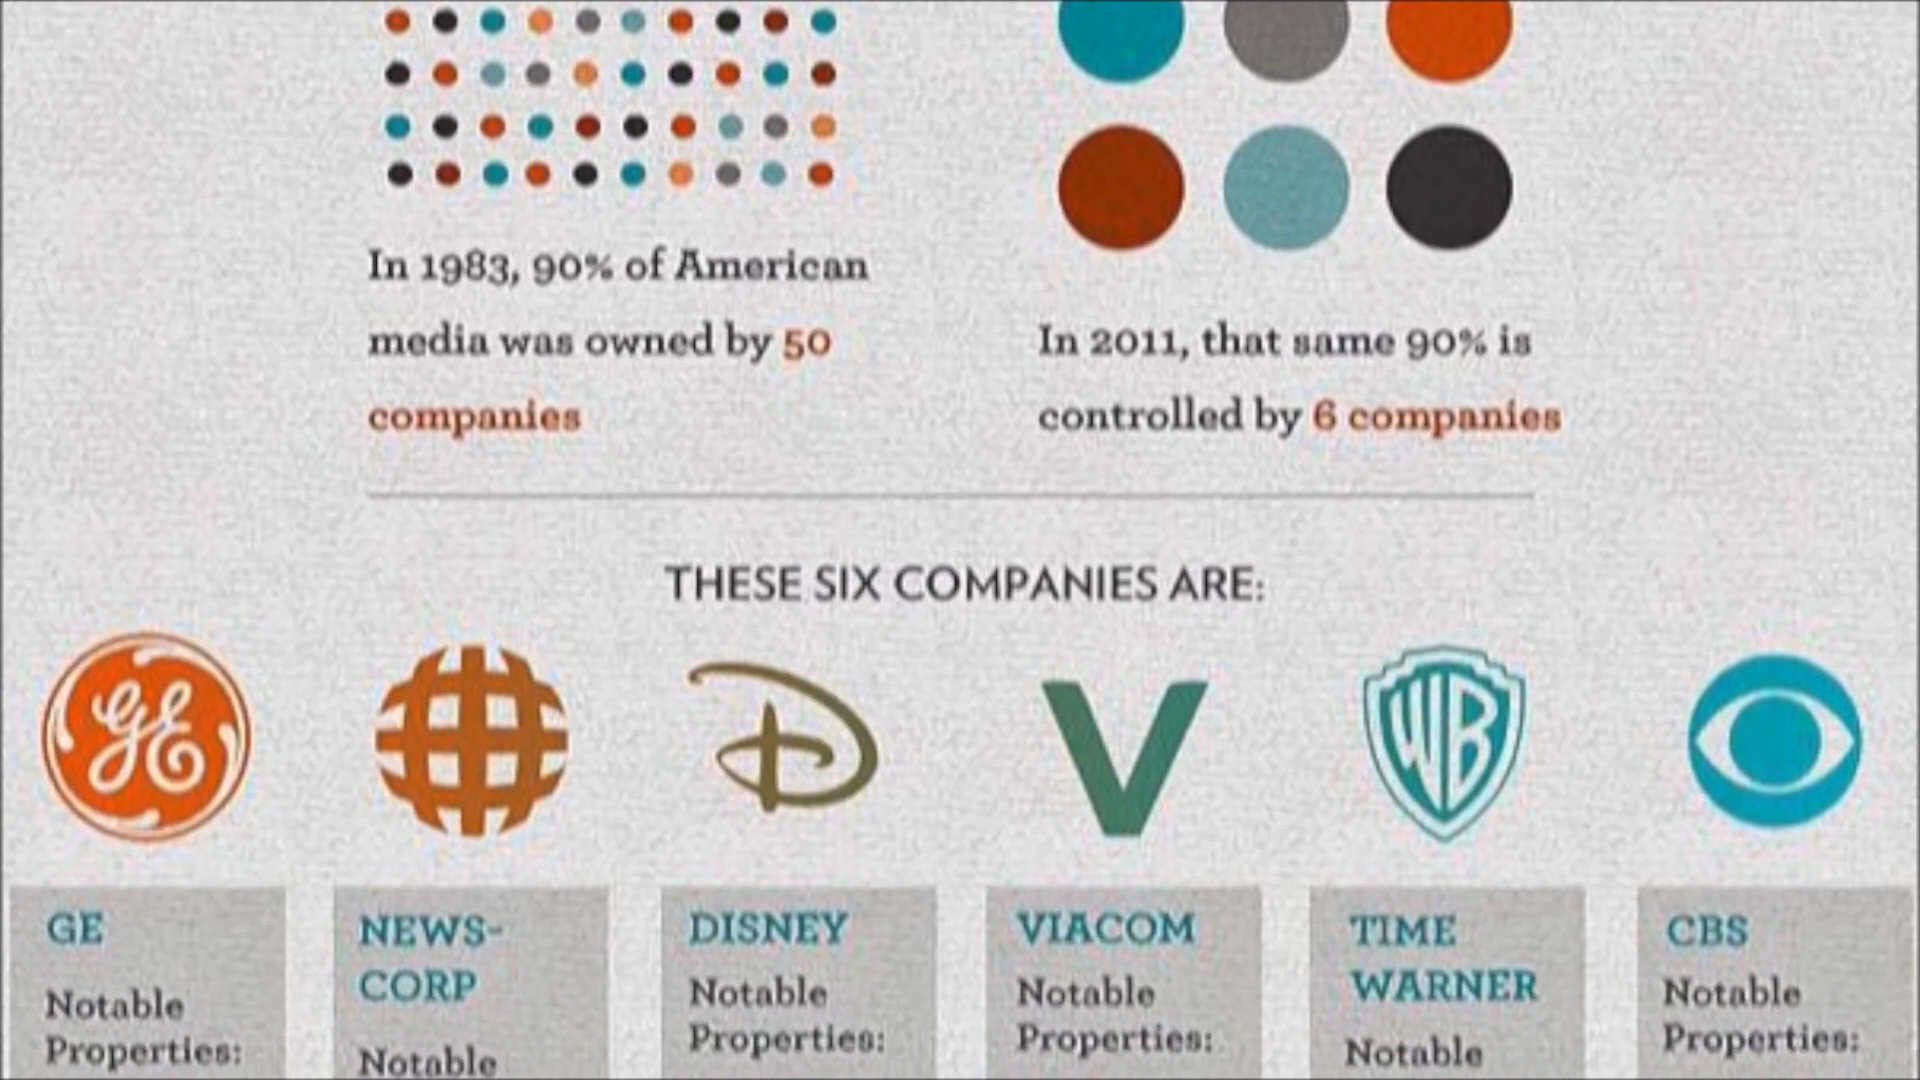 In 1983, 90% of American
media was owned by 50
companies
In 2011, that same 90% is
controlled by 6 companies
THESE SIX COMPANIES ARE:
GE
D
V
WB
GE
Notable
Properties:
NEWS-
CORP
Notable
DISNEY
Notable
Properties:
VIACOM
Notable
Properties:
TIME
WARNER
Notable
CBS
Notable
Properties: